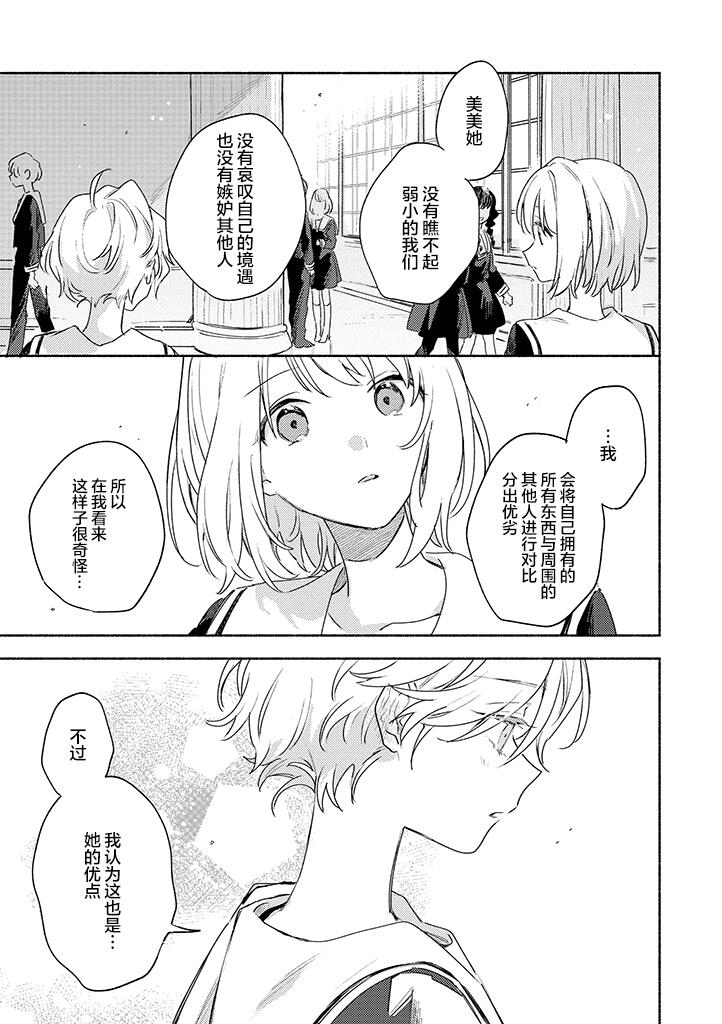 美美她
没有瞧不起
弱小的我们
没有哀叹自己的境遇
也没有嫉妒其他人
…我
会将自己拥有的
所有东西与周围的
其他人进行对比
分出优劣
所以
在我看来
这样子很奇怪…
不过
我认为这也是…
她的优点